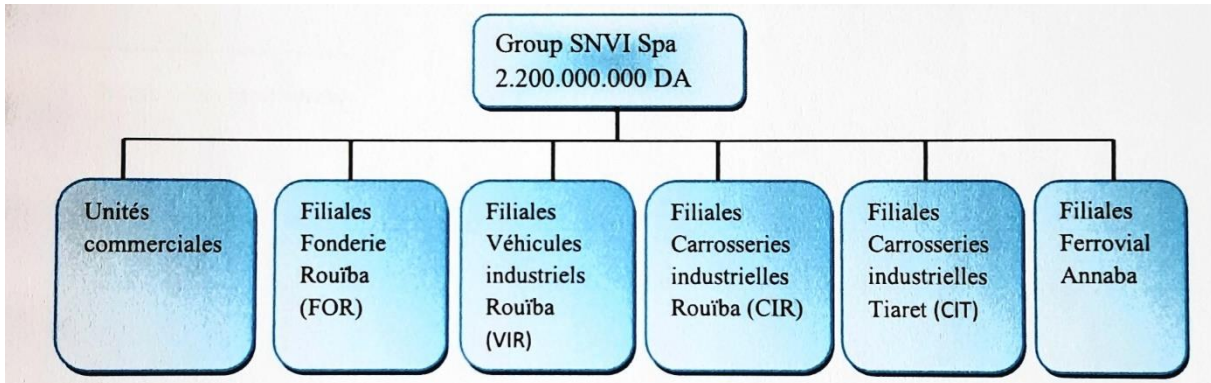 Group SNVI Spa
2.200.000.000 DA
Unités
commerciales
Filiales
Fonderie
Rouïba
(FOR)
Filiales
Véhicules
industriels
Rouïba
(VIR)
Filiales
Carrosseries
industrielles
Rouïba (CIR)
Filiales
Carrosseries
industrielles
Tiaret (CIT)
Filiales
Ferrovial
Annaba